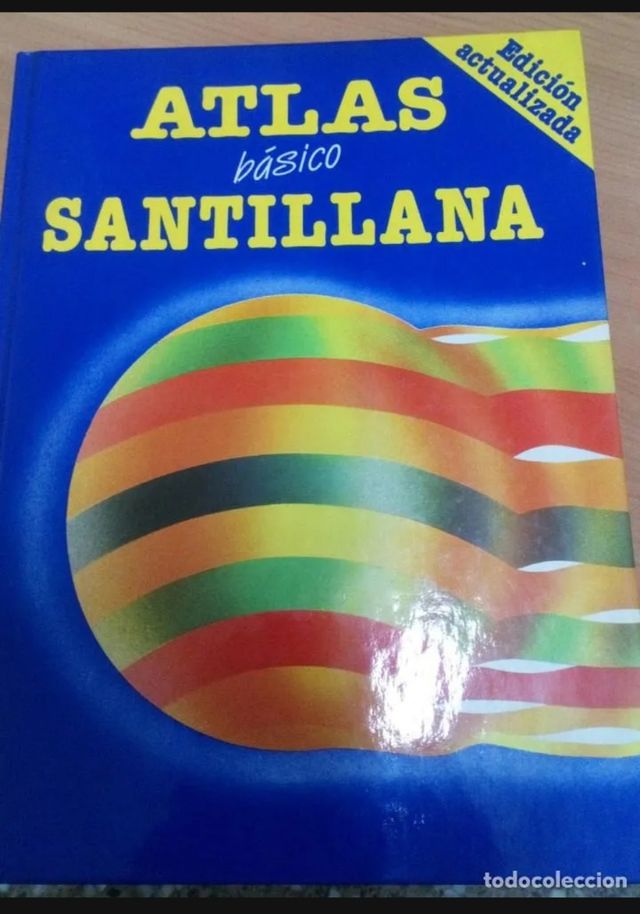 ATLAS
básico
SANTILLANA
Edición
actualizada
todocoleccion